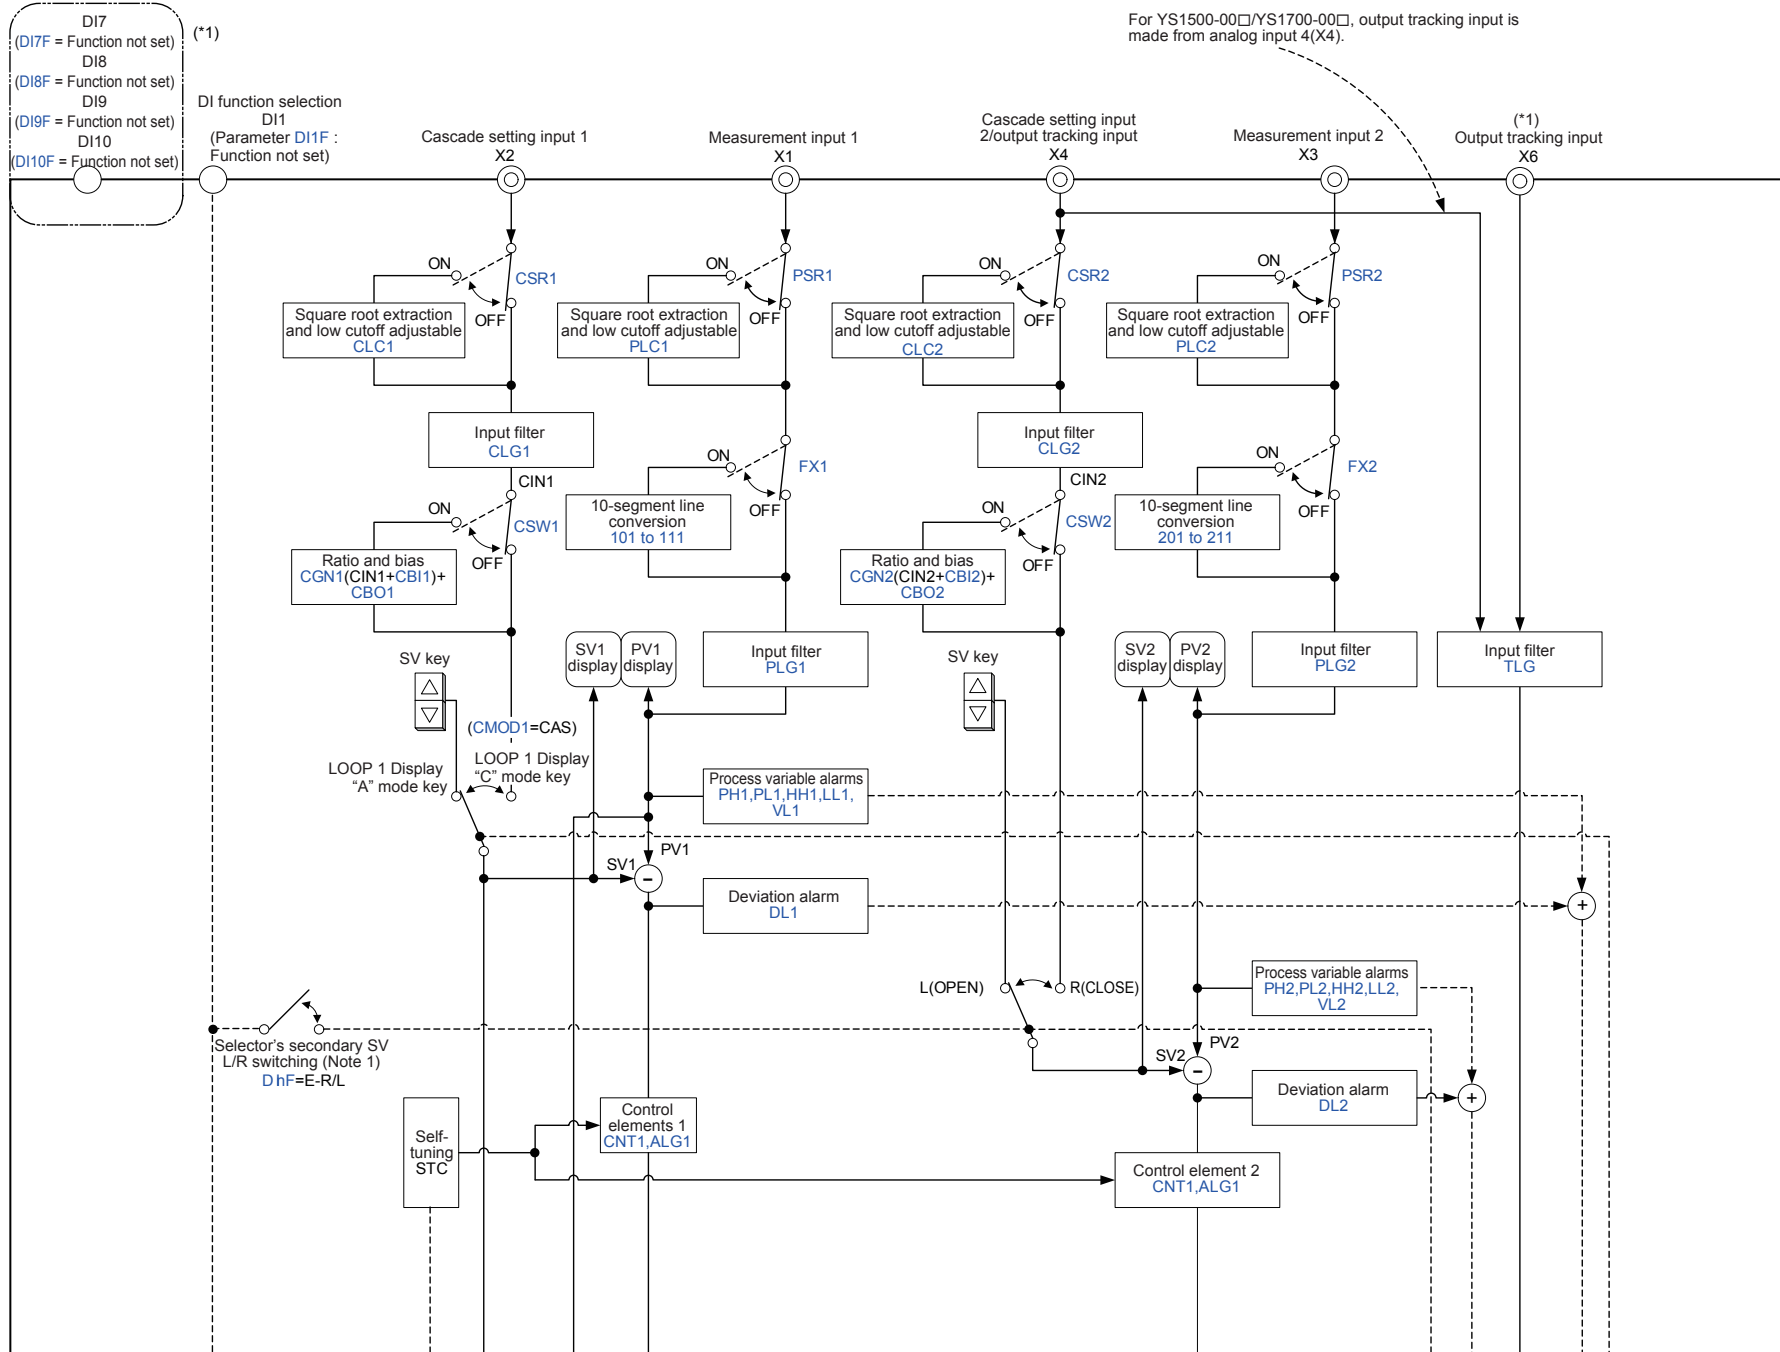 DI7
(DI7F = Function not set)
DI8
(DI8F = Function not set)
DI9
(DI9F = Function not set)
DI10
(DI10F = Function not set)
(*1)
DI function selection
DI1
(Parameter DI1F :
Function not set)
Cascade setting input 1
X2
Measurement input 1
X1
Cascade setting input
2/output tracking input
X4
Measurement input 2
X3
For YS1500-00□/YS1700-00□, output tracking input is
made from analog input 4(X4).
(*1)
Output tracking input
X6
ON
CSR1
OFF
Square root extraction
and low cutoff adjustable
CLC1
ON
PSR1
OFF
Square root extraction
and low cutoff adjustable
PLC1
ON
CSR2
OFF
Square root extraction
and low cutoff adjustable
CLC2
ON
PSR2
OFF
Square root extraction
and low cutoff adjustable
PLC2
Input filter
CLG1
CIN1
ON
CSW1
OFF
Ratio and bias
CGN1(CIN1+CBI1)+
CBO1
ON
FX1
OFF
10-segment line
conversion
101 to 111
Input filter
CLG2
CIN2
ON
CSW2
OFF
Ratio and bias
CGN2(CIN2+CBI2)+
CBO2
ON
FX2
OFF
10-segment line
conversion
201 to 211
SV key
SV1
display
PV1
display
Input filter
PLG1
SV key
SV2
display
PV2
display
Input filter
PLG2
Input filter
TLG
(CMOD1=CAS)
LOOP 1 Display
“A” mode key
LOOP 1 Display
“C” mode key
Process variable alarms
PH1,PL1,HH1,LL1,
VL1
PV1
SV1
-
Deviation alarm
DL1
+
L(OPEN)
R(CLOSE)
Process variable alarms
PH2,PL2,HH2,LL2,
VL2
Selector’s secondary SV
L/R switching (Note 1)
D hF=E-R/L
PV2
SV2
-
Deviation alarm
DL2
+
Self-
tuning
STC
Control
elements 1
CNT1,ALG1
Control element 2
CNT1,ALG1